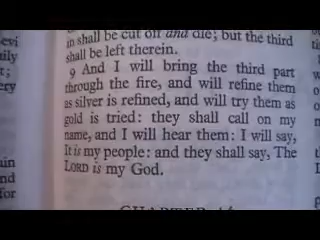 in shall be cut off and die; but the third
shall be left therein.
9 And I will bring the third part
through the fire, and will refine them
as silver is refined, and will try them as
gold is tried: they shall call on my
name, and I will hear them: I will say,
It is my people: and they shall say, The
LORD is my God.
CHAPTER